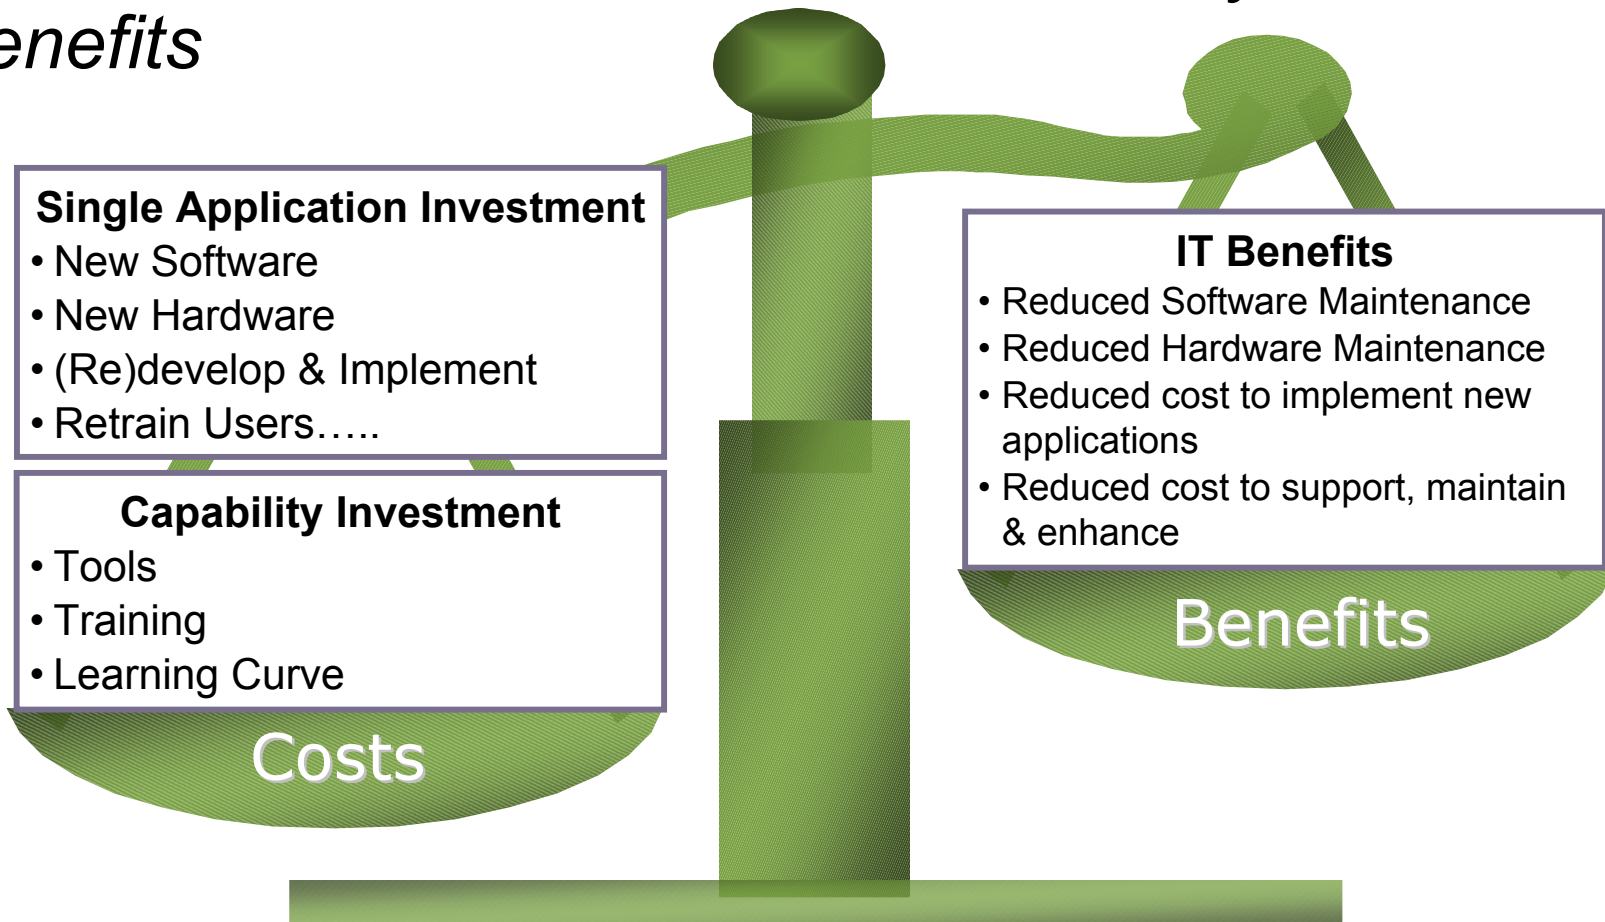 enefits
Single Application Investment
• New Software
• New Hardware
• (Re)develop & Implement
• Retrain Users…..
Capability Investment
• Tools
• Training
• Learning Curve
Costs
IT Benefits
• Reduced Software Maintenance
• Reduced Hardware Maintenance
• Reduced cost to implement new
applications
• Reduced cost to support, maintain
& enhance
Benefits